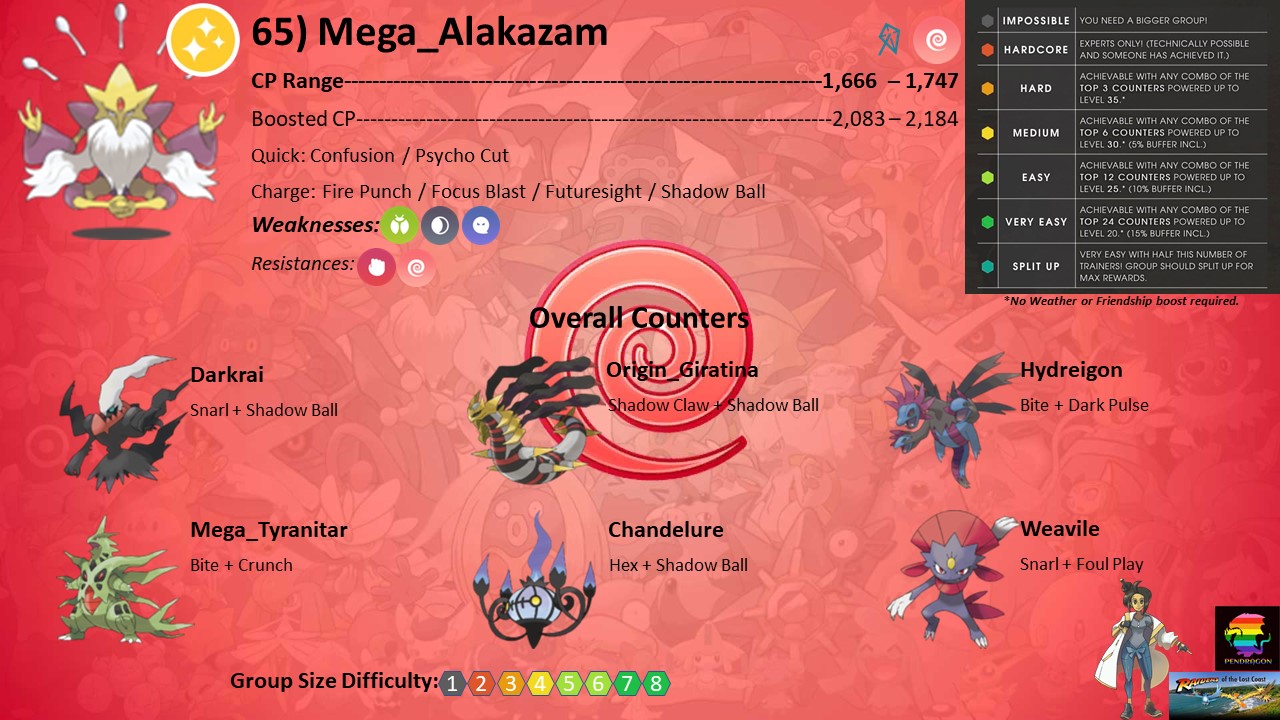 65) Mega_Alakazam
CP Range----------------------------------------------------------------------1,666 – 1,747
Boosted CP----------------------------------------------------------------------2,083 – 2,184
Quick: Confusion / Psycho Cut
Charge: Fire Punch / Focus Blast / Futuresight / Shadow Ball
Weaknesses:
Resistances:
IMPOSSIBLE
YOU NEED A BIGGER GROUP!
HARDCORE
EXPERTS ONLY! (TECHNICALLY POSSIBLE
AND SOMEONE HAS ACHIEVED IT.)
HARD
ACHIEVABLE WITH ANY COMBO OF THE
TOP 3 COUNTERS POWERED UP TO
LEVEL 35.*
MEDIUM
ACHIEVABLE WITH ANY COMBO OF THE
TOP 6 COUNTERS POWERED UP TO
LEVEL 30.* (5% BUFFER INCL.)
EASY
ACHIEVABLE WITH ANY COMBO OF THE
TOP 12 COUNTERS POWERED UP TO
LEVEL 25.* (10% BUFFER INCL.)
VERY EASY
ACHIEVABLE WITH ANY COMBO OF THE
TOP 24 COUNTERS POWERED UP TO
LEVEL 20.* (15% BUFFER INCL.)
SPLIT UP
VERY EASY WITH HALF THIS NUMBER OF
TRAINERS! GROUP SHOULD SPLIT UP FOR
MAX REWARDS.
*No Weather or Friendship boost required.
Overall Counters
Darkrai
Snarl + Shadow Ball
Origin_Giratina
Shadow Claw + Shadow Ball
Hydreigon
Bite + Dark Pulse
Mega_Tyranitar
Bite + Crunch
Chandelure
Hex + Shadow Ball
Weavile
Snarl + Foul Play
Group Size Difficulty: 1 2 3 4 5 6 7 8
PENDRAGON
RAIDERS of the Lost Coast